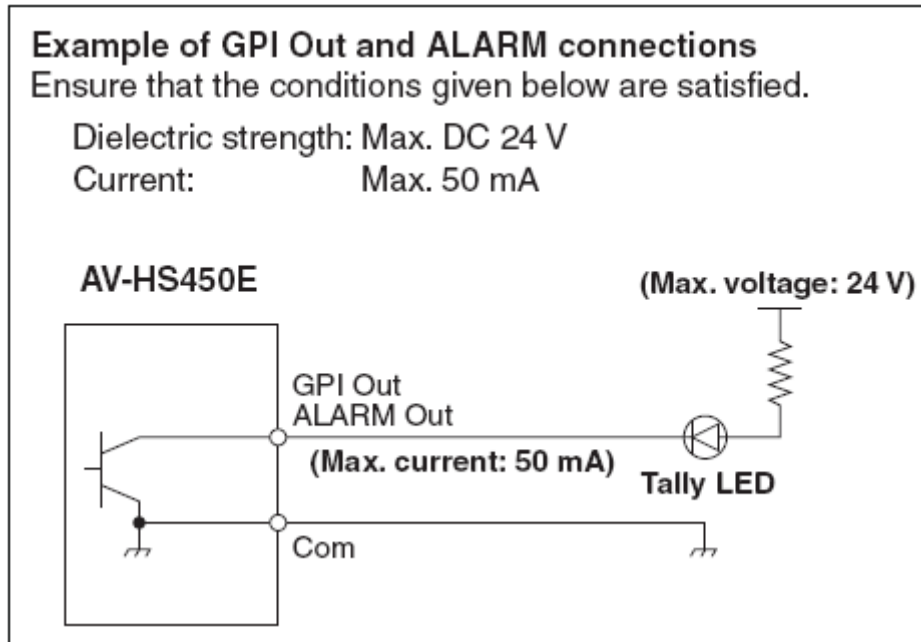 Example of GPI Out and ALARM connections
Ensure that the conditions given below are satisfied.
Dielectric strength: Max. DC 24 V
Current: Max. 50 mA
AV-HS450E
(Max. voltage: 24 V)
GPI Out
ALARM Out
(Max. current: 50 mA)
Tally LED
Com